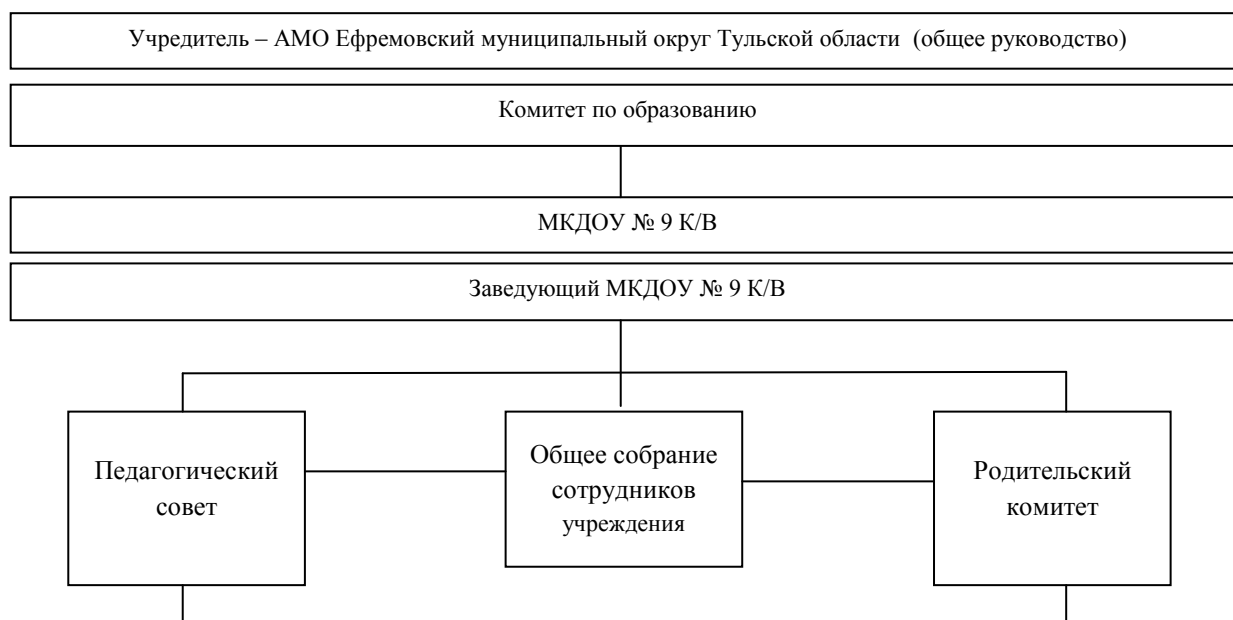 Учредитель – АМО Ефремовский муниципальный округ Тульской области (общее руководство)
Комитет по образованию
МКДОУ № 9 К/В
Заведующий МКДОУ № 9 К/В
Педагогический
совет
Общее собрание
сотрудников
учреждения
Родительский
комитет